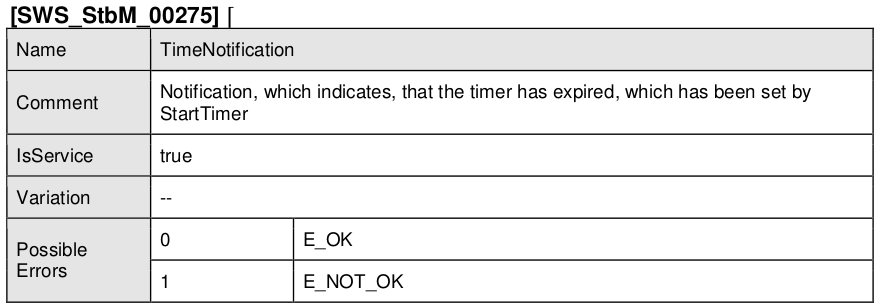 [SWS_StbM_00275] ⌈
Name TimeNotification
Comment Notification, which indicates, that the timer has expired, which has been set by
StartTimer
IsService true
Variation --
Possible
Errors
0 E_OK
1 E_NOT_OK